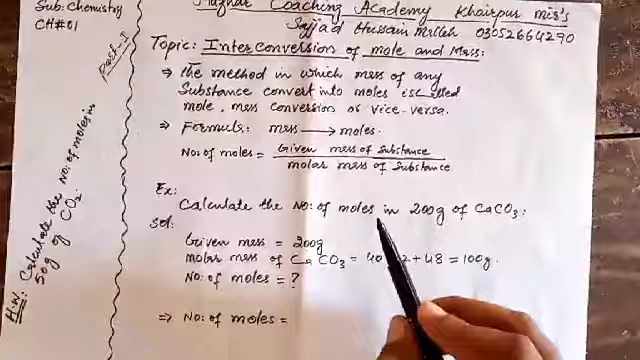 Sub: Chemistry
CH#01
Coaching Academy Khairpur Mir's
Sajjad Hussain 03052664290
Part-I
Topic: Interconversion of mole and Mass:
⇒ The method in which mass of any
Substance convert into moles is called
mole, mass conversion or vice-versa.
⇒ Formula: mass → moles.
No: of moles = Given mass of Substance
molar mass of Substance
Ex:
Calculate the No: of moles in 200g of CaCO3:
Sol:
Given mass = 200g
molar mass of CaCO3 = 40 2+48 = 100g.
No: of moles = ?
⇒ No: of moles =
H.W: Calculate the No: of moles in
50g of CO2.